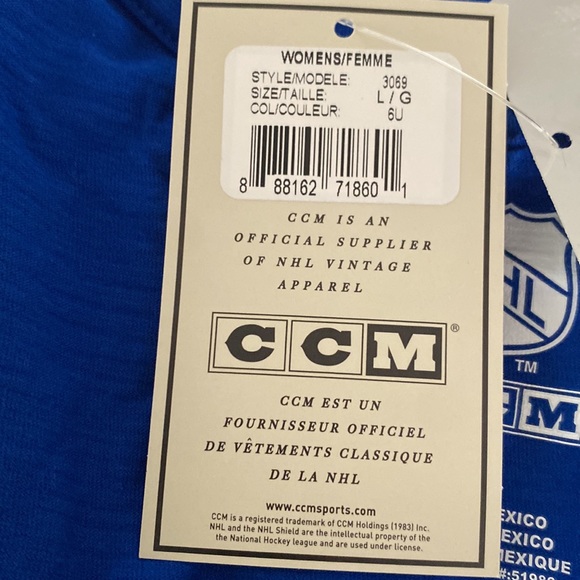 WOMENS/FEMME
STYLE/MODELE: 3069
SIZE/TAILLE: L / G
COL/COULEUR: 6U
8 88162 71860 1
CCM IS AN
OFFICIAL SUPPLIER
OF NHL VINTAGE
APPAREL
CCM®
CCM EST UN
FOURNISSEUR OFFICIEL
DE VÊTEMENTS CLASSIQUE
DE LA NHL
www.ccmsports.com
CCM is a registered trademark of CCM Holdings (1983) Inc.
NHL and the NHL Shield are the intellectual property of the
the National Hockey league and are used under license.
HL
TM
M
EXICO
EXICO
EXIQUE